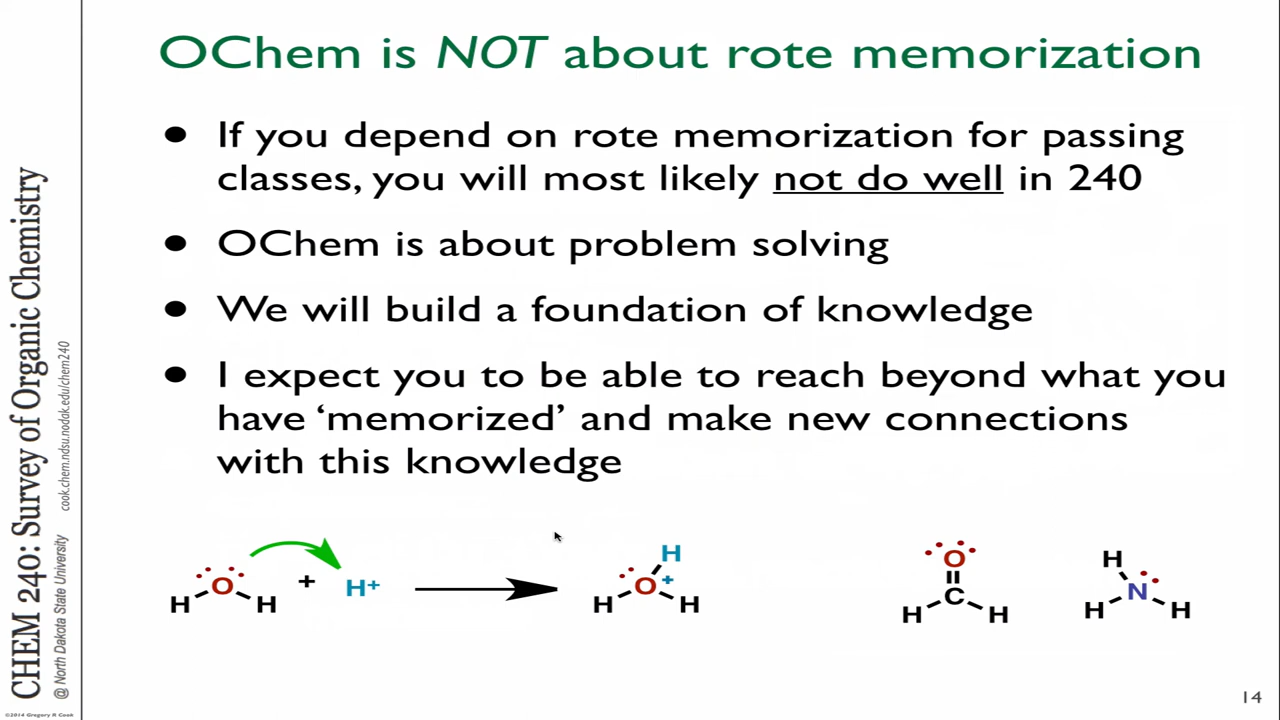 OChem is NOT about rote memorization
• If you depend on rote memorization for passing
classes, you will most likely not do well in 240
• OChem is about problem solving
• We will build a foundation of knowledge
• I expect you to be able to reach beyond what you
have ‘memorized’ and make new connections
with this knowledge
H O H + H+
H O + H H
O C H H
H N H H
14
CHEM 240: Survey of Organic Chemistry
@ North Dakota State University cook.chem.ndsu.nodak.edu/chem240
©2014 Gregory R Cook